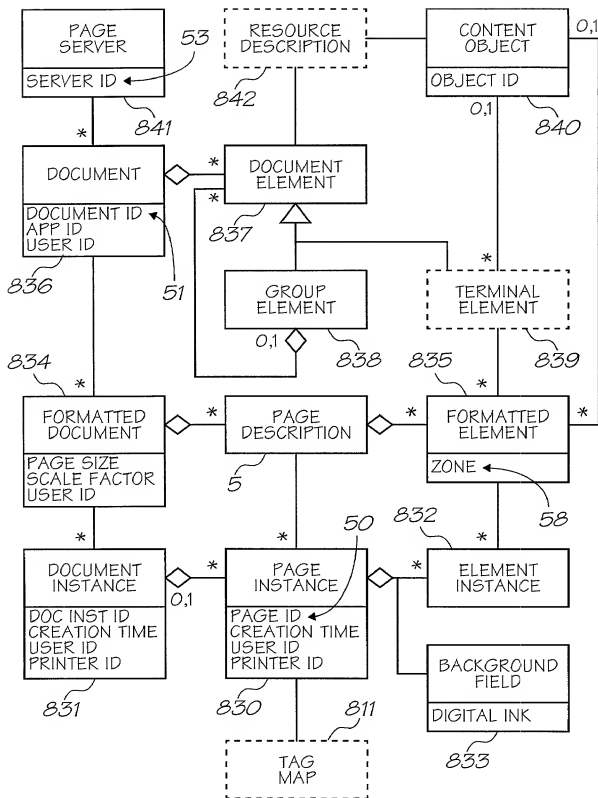 PAGE
SERVER
SERVER ID
53
841
*
RESOURCE
DESCRIPTION
842
CONTENT
OBJECT
OBJECT ID
0,1
0,1
840
DOCUMENT
DOCUMENT ID
APP ID
USER ID
51
836
*
DOCUMENT
ELEMENT
*
837
GROUP
ELEMENT
0,1
838
*
TERMINAL
ELEMENT
839
834
*
FORMATTED
DOCUMENT
PAGE SIZE
SCALE FACTOR
USER ID
*
PAGE
DESCRIPTION
5
*
835
*
FORMATTED
ELEMENT
*
ZONE
58
*
DOCUMENT
INSTANCE
0,1
DOC INST ID
CREATION TIME
USER ID
PRINTER ID
831
*
*
50
PAGE
INSTANCE
PAGE ID
CREATION TIME
USER ID
PRINTER ID
830
832
*
*
ELEMENT
INSTANCE
BACKGROUND
FIELD
DIGITAL INK
833
811
TAG
MAP